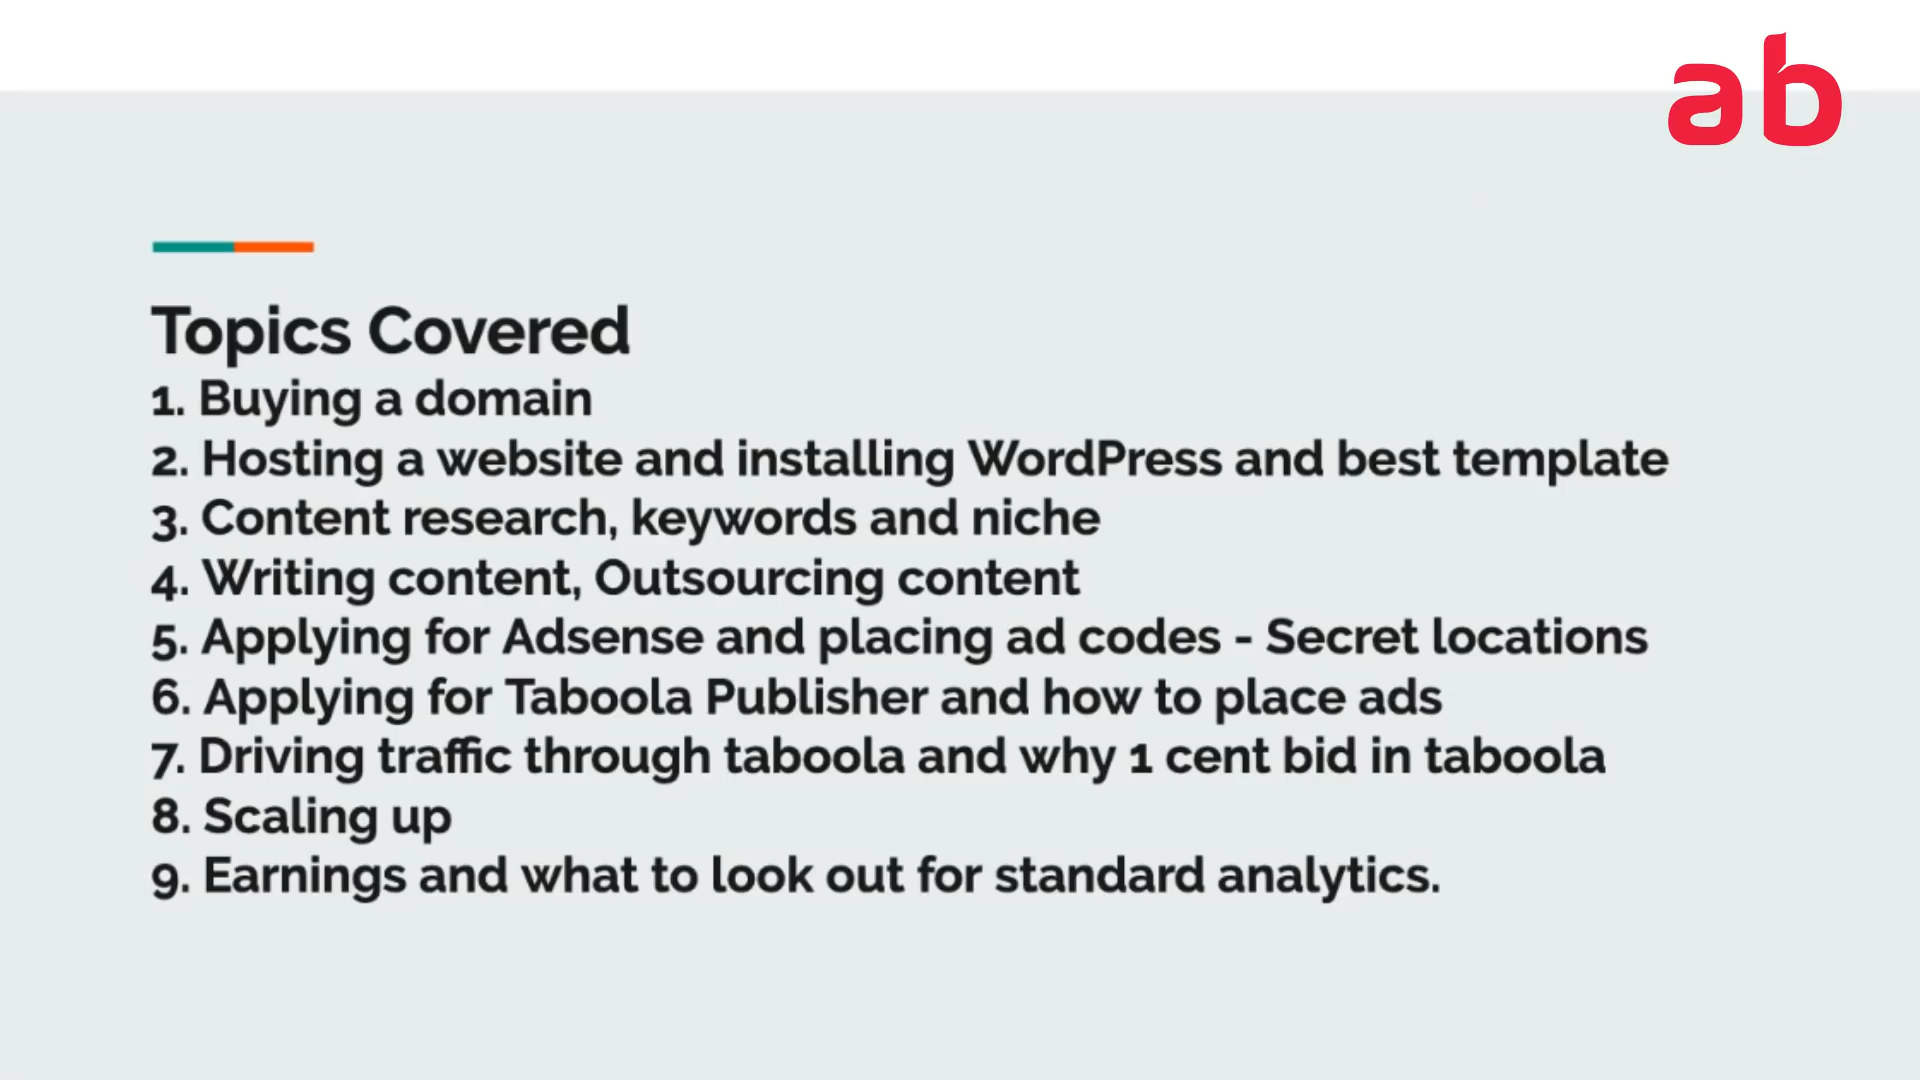 ab
Topics Covered
1. Buying a domain
2. Hosting a website and installing WordPress and best template
3. Content research, keywords and niche
4. Writing content, Outsourcing content
5. Applying for Adsense and placing ad codes - Secret locations
6. Applying for Taboola Publisher and how to place ads
7. Driving traffic through taboola and why 1 cent bid in taboola
8. Scaling up
9. Earnings and what to look out for standard analytics.